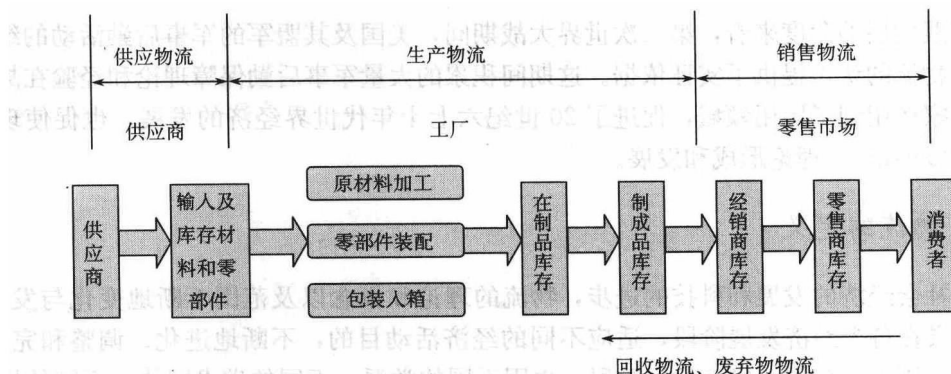 供应物流
生产物流
销售物流
供应商
工厂
零售市场
供应商
输入及
库存材
料和零
部件
原材料加工
零部件装配
包装入箱
在制品库存
制成品库存
经销商库存
零售商库存
消费者
回收物流、废弃物物流